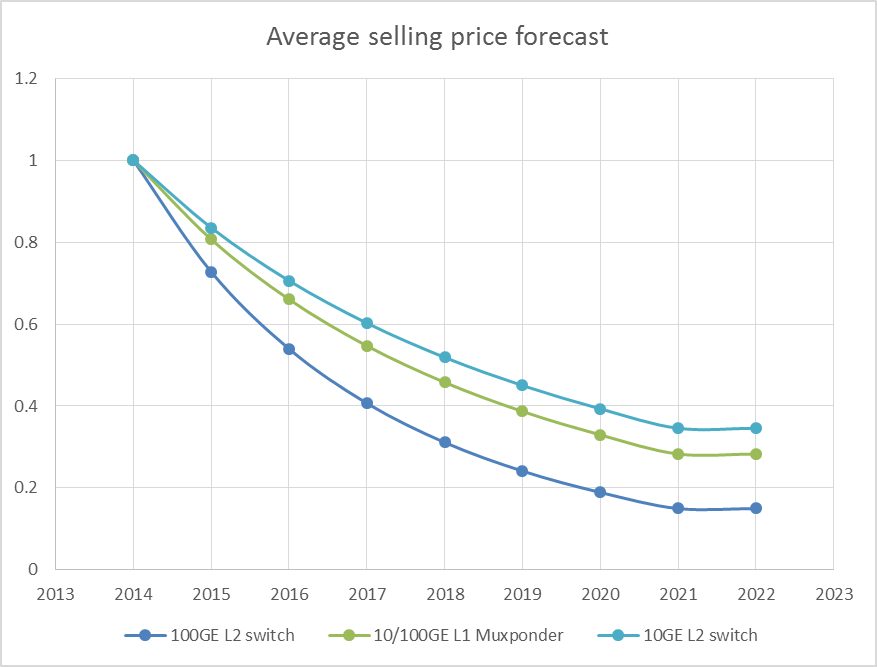 Average selling price forecast
1.2
1
0.8
0.6
0.4
0.2
0
2013 2014 2015 2016 2017 2018 2019 2020 2021 2022 2023
100GE L2 switch 10/100GE L1 Muxponder 10GE L2 switch